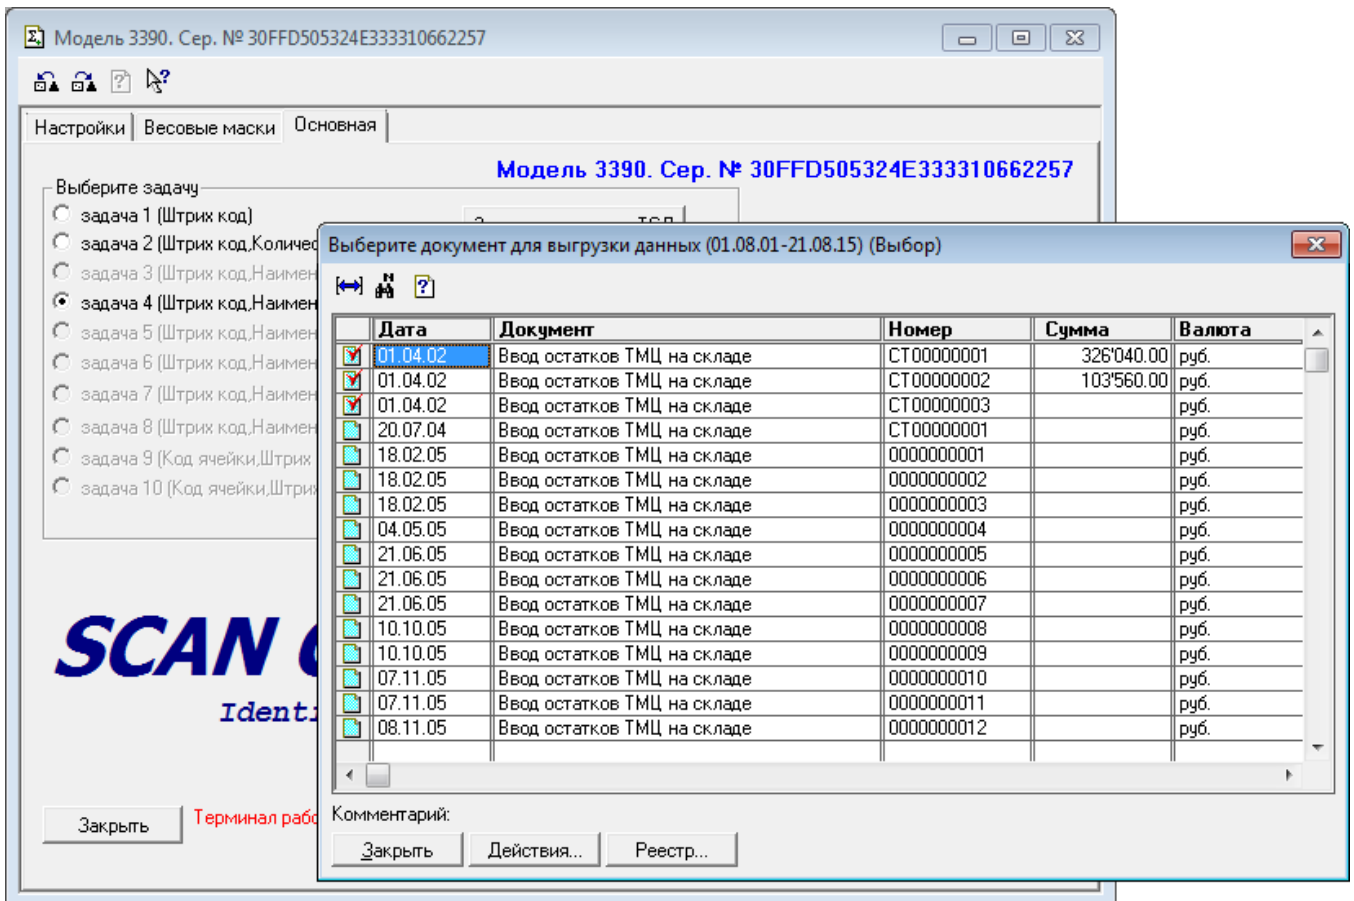 Модель 3390. Сер. № 30FFD505324E333310662257
Настройки Весовые маски Основная
Модель 3390. Сер. № 30FFD505324E333310662257
Выберите задачу
задача 1 (Штрих код)
задача 2 (Штрих код,Количес
задача 3 (Штрих код,Наимен
задача 4 (Штрих код,Наимен
задача 5 (Штрих код,Наимен
задача 6 (Штрих код,Наимен
задача 7 (Штрих код,Наимен
задача 8 (Штрих код,Наимен
задача 9 (Код ячейки,Штрих
задача 10 (Код ячейки,Штрих
SCAN
Identi
Закрыть
Терминал рабо
Выберите документ для выгрузки данных (01.08.01-21.08.15) (Выбор)
Дата Документ Номер Сумма Валюта
01.04.02 Ввод остатков ТМЦ на складе СТ00000001 326'040.00 руб.
01.04.02 Ввод остатков ТМЦ на складе СТ00000002 103'560.00 руб.
01.04.02 Ввод остатков ТМЦ на складе СТ00000003 руб.
20.07.04 Ввод остатков ТМЦ на складе СТ00000001 руб.
18.02.05 Ввод остатков ТМЦ на складе 0000000001 руб.
18.02.05 Ввод остатков ТМЦ на складе 0000000002 руб.
18.02.05 Ввод остатков ТМЦ на складе 0000000003 руб.
04.05.05 Ввод остатков ТМЦ на складе 0000000004 руб.
21.06.05 Ввод остатков ТМЦ на складе 0000000005 руб.
21.06.05 Ввод остатков ТМЦ на складе 0000000006 руб.
21.06.05 Ввод остатков ТМЦ на складе 0000000007 руб.
10.10.05 Ввод остатков ТМЦ на складе 0000000008 руб.
10.10.05 Ввод остатков ТМЦ на складе 0000000009 руб.
07.11.05 Ввод остатков ТМЦ на складе 0000000010 руб.
07.11.05 Ввод остатков ТМЦ на складе 0000000011 руб.
08.11.05 Ввод остатков ТМЦ на складе 0000000012 руб.
Комментарий:
Закрыть Действия... Реестр...